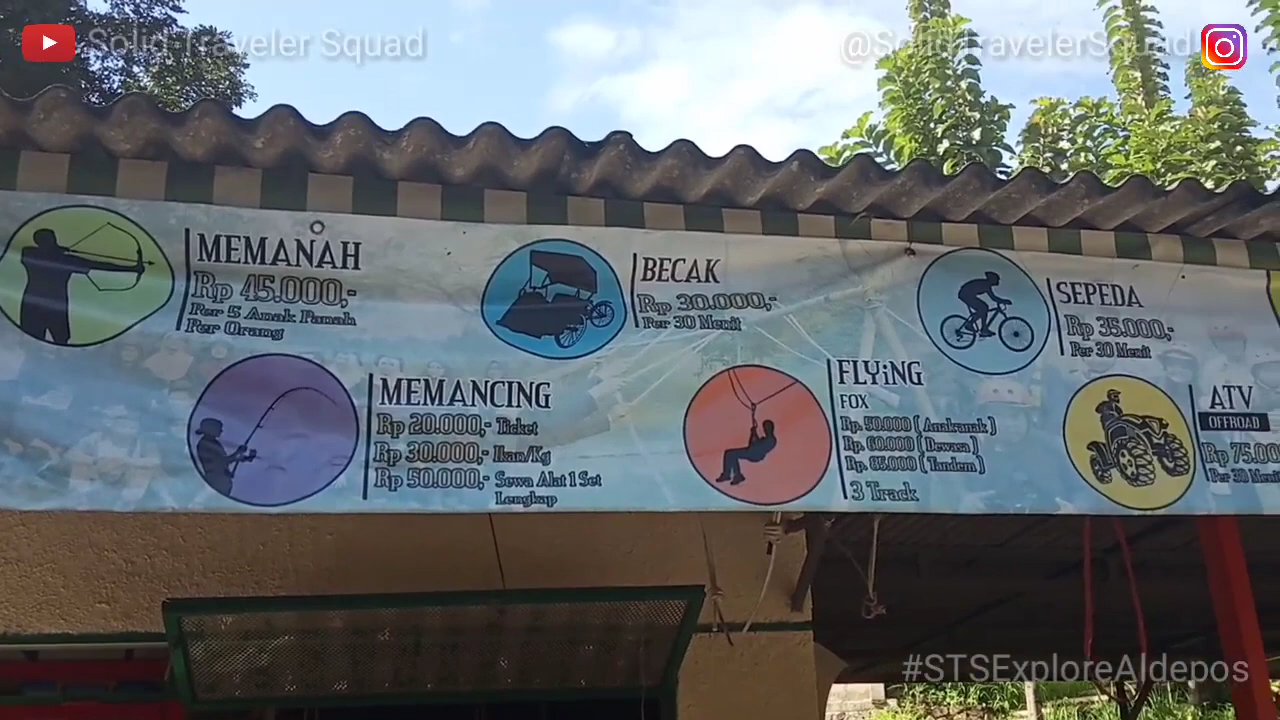 Solid Traveler Squad
@SolidTravelerSquad
MEMANAH
Rp 45.000,-
Per 5 Anak Panah
Per Orang
BECAK
Rp 30.000,-
Per 30 Menit
SEPEDA
Rp 35.000,-
Per 30 Menit
MEMANCING
Rp 20.000,- Ticket
Rp 30.000,- Ikan/Kg
Rp 50.000,- Sewa Alat 1 Set
Lengkap
FLYiNG
FOX
Rp. 50.000 ( Anakanak )
Rp. 60.000 ( Dewasa )
Rp. 85.000 ( Tandem )
3 Track
ATV
OFFROAD
Rp 75.00
Per 30 Menit
#STSExploreAldepos